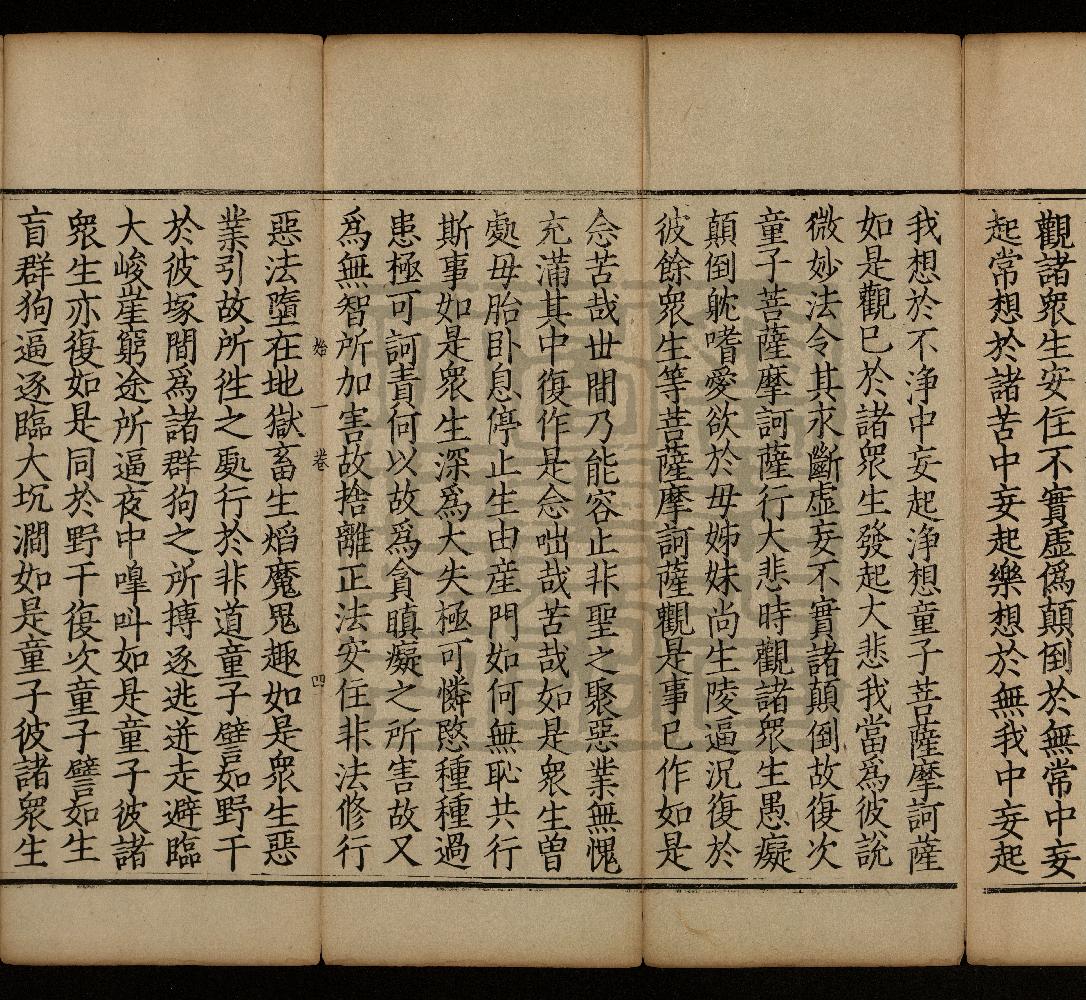 觀諸衆生安住不實虛僞顛倒於無常中妄
起常想於諸苦中妄起樂想於無我中妄起
我想於不淨中妄起淨想童子菩薩摩訶薩
如是觀已於諸衆生發起大悲我當爲彼說
微妙法令其永斷虛妄不實諸顛倒故復次
童子菩薩摩訶薩行大悲時觀諸衆生愚癡
顛倒躭嗜愛欲於母姊妹尚生陵逼況復於
彼餘衆生等菩薩摩訶薩觀是事已作如是
念苦哉世間乃能容止非聖之聚惡業無愧
充滿其中復作是念咄哉苦哉如是衆生曾
處母胎卧息停止生由産門如何無恥共行
斯事如是衆生深爲大失極可憐愍種種過
患極可訶責何以故爲貪瞋癡之所害故又
爲無智所加害故捨離正法安住非法修行
始一卷 四
惡法墮在地獄畜生焰魔鬼趣如是衆生惡
業引故所往之處行於非道童子譬如野干
於彼塚間爲諸群狗之所搏逐逃迸走避臨
大峻崖窮途所逼夜中嘷叫如是童子彼諸
衆生亦復如是同於野干復次童子譬如生
盲群狗逼逐臨大坑澗如是童子彼諸衆生